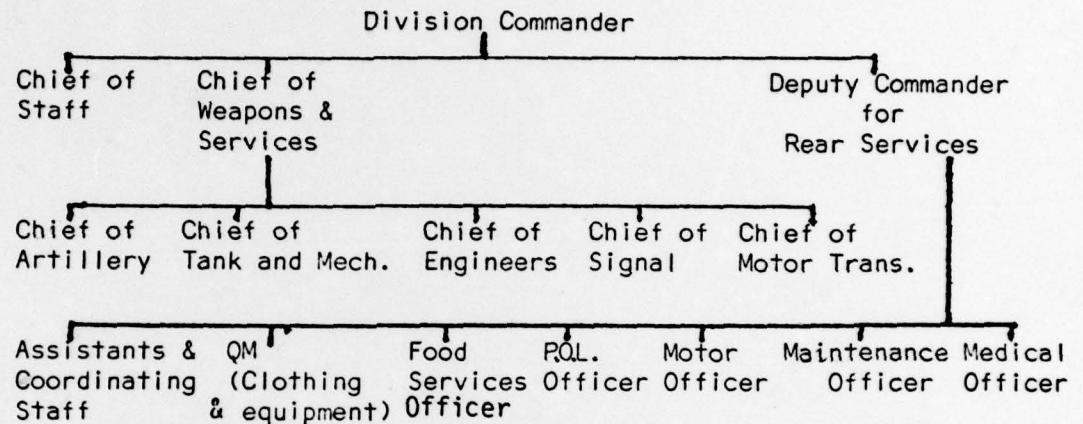 Division Commander
Chief of Staff
Chief of Weapons & Services
Deputy Commander for Rear Services
Chief of Artillery
Chief of Tank and Mech.
Chief of Engineers
Chief of Signal
Chief of Motor Trans.
Assistants & Coordinating Staff
QM (Clothing & equipment)
Food Services Officer
P.O.L. Officer
Motor Officer
Maintenance Officer
Medical Officer